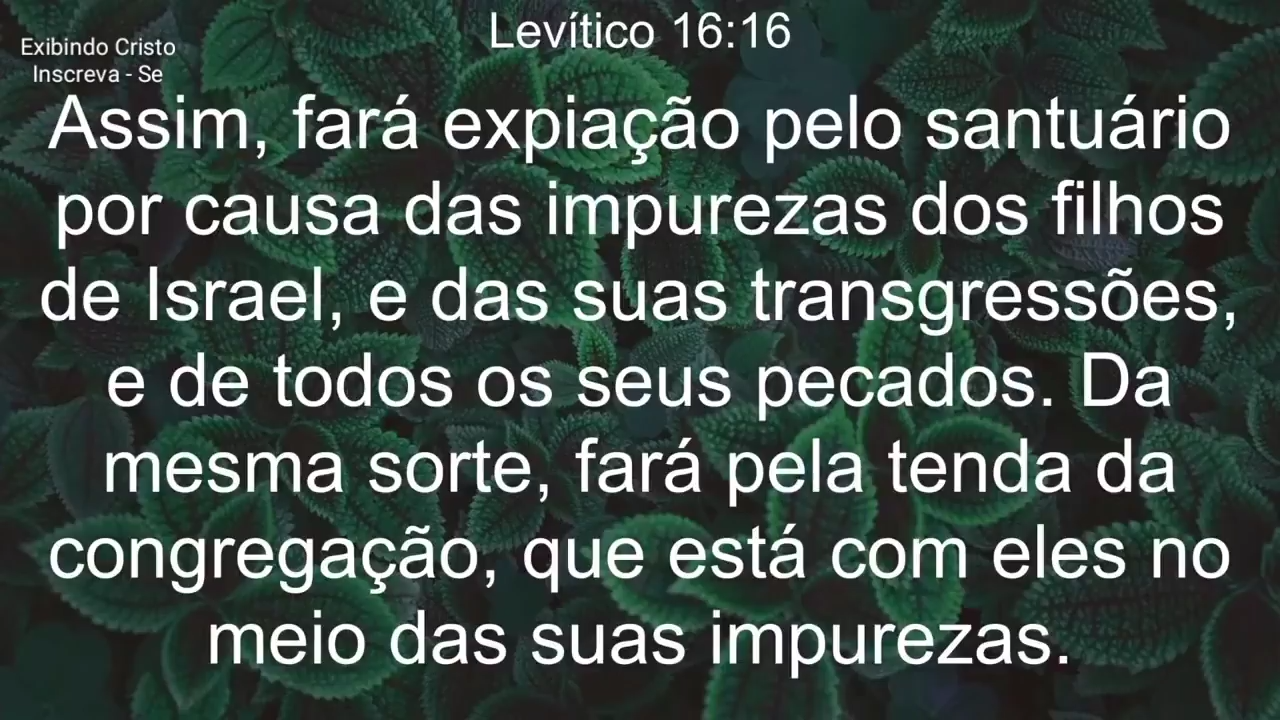 Levítico 16:16
Exibindo Cristo
Inscreva - Se
Assim, fará expiação pelo santuário
por causa das impurezas dos filhos
de Israel, e das suas transgressões,
e de todos os seus pecados. Da
mesma sorte, fará pela tenda da
congregação, que está com eles no
meio das suas impurezas.